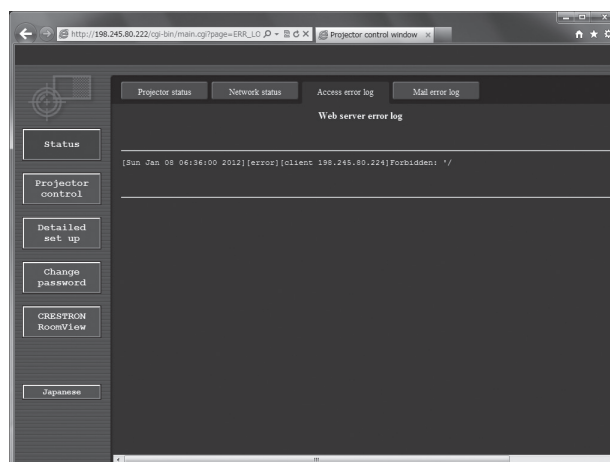 http://198.245.80.222/cgi-bin/main.cgi?page=ERR_LO
Projector control window
Projector status
Network status
Access error log
Mail error log
Web server error log
[Sun Jan 08 06:36:00 2012][error][client 198.245.80.224]Forbidden: '/
Status
Projector
control
Detailed
set up
Change
password
CRESTRON
RoomView
Japanese